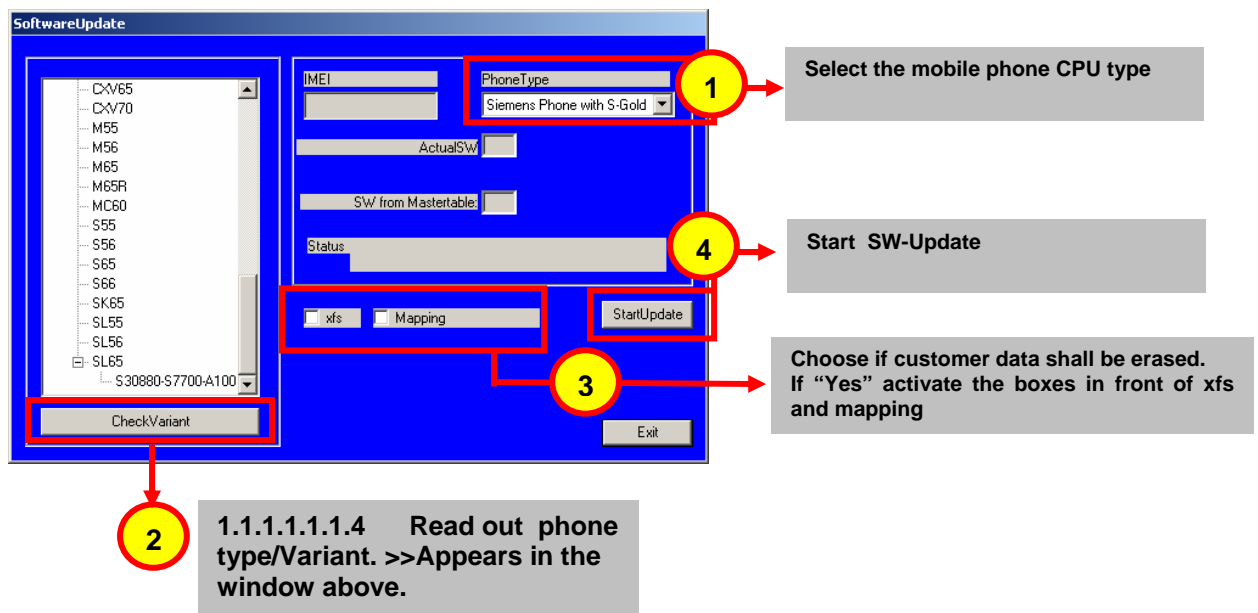 SoftwareUpdate
CXV65
CXV70
M55
M56
M65
M65R
MC60
S55
S56
S65
S66
SK65
SL55
SL56
SL65
S30880-S7700-A100
CheckVariant
IMEI
PhoneType
Siemens Phone with S-Gold
ActualSW
SW from Mastertable:
Status
xfs
Mapping
StartUpdate
Exit
1
Select the mobile phone CPU type
4
Start SW-Update
3
Choose if customer data shall be erased.
If “Yes” activate the boxes in front of xfs
and mapping
2
1.1.1.1.1.1.4 Read out phone
type/Variant. >>Appears in the
window above.